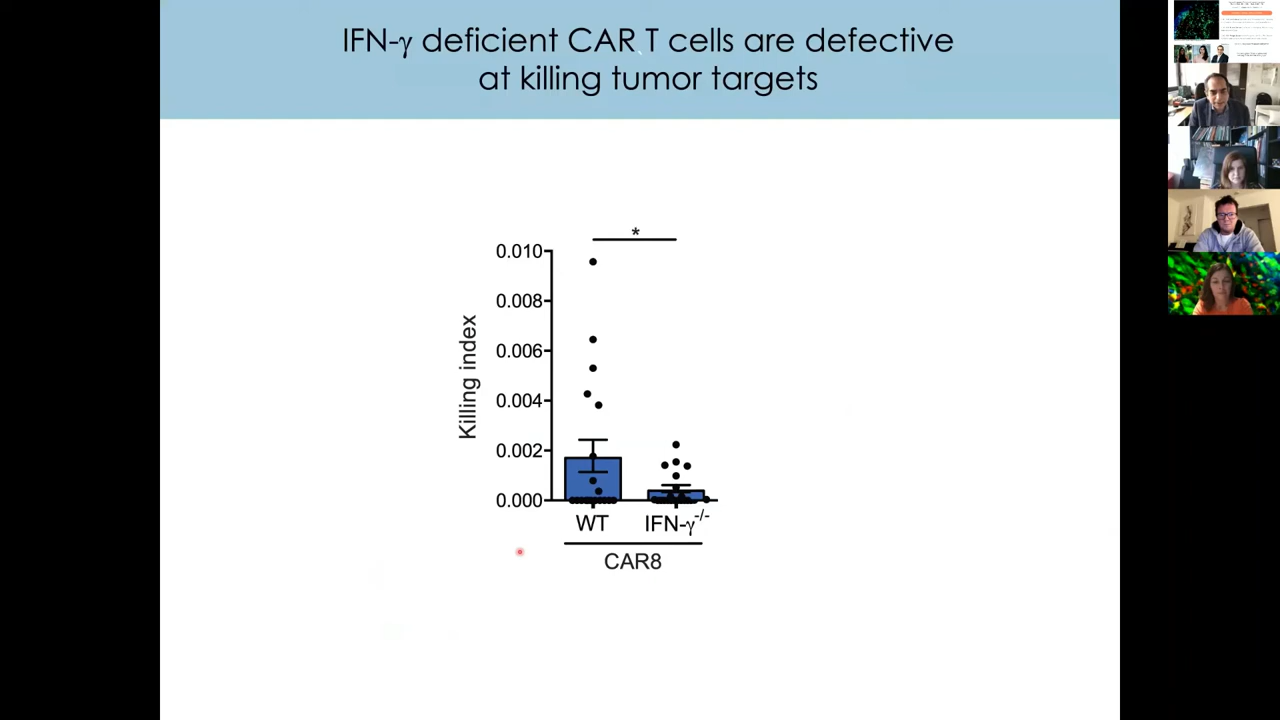 IFN-γ deficient CAR T cells are defective
at killing tumor targets
*
0.010
0.008
0.006
0.004
0.002
0.000
Killing index
WT
IFN-γ-/-
CAR8